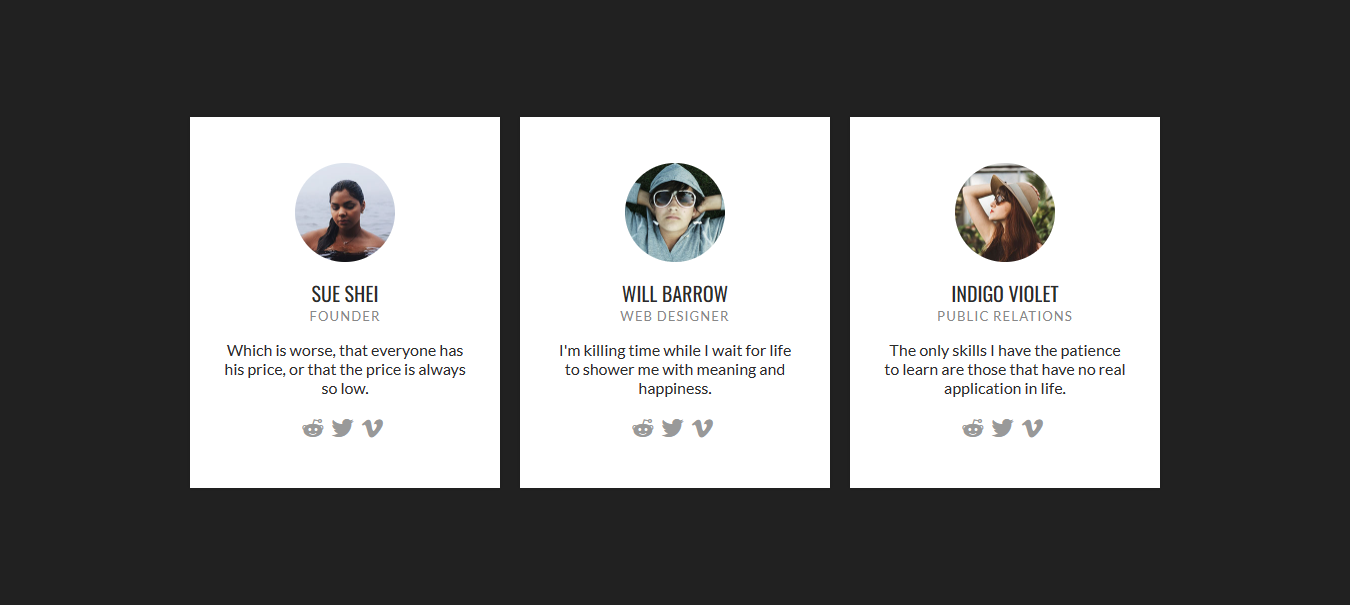 SUE SHEI
FOUNDER
Which is worse, that everyone has
his price, or that the price is always
so low.
WILL BARROW
WEB DESIGNER
I'm killing time while I wait for life
to shower me with meaning and
happiness.
INDIGO VIOLET
PUBLIC RELATIONS
The only skills I have the patience
to learn are those that have no real
application in life.